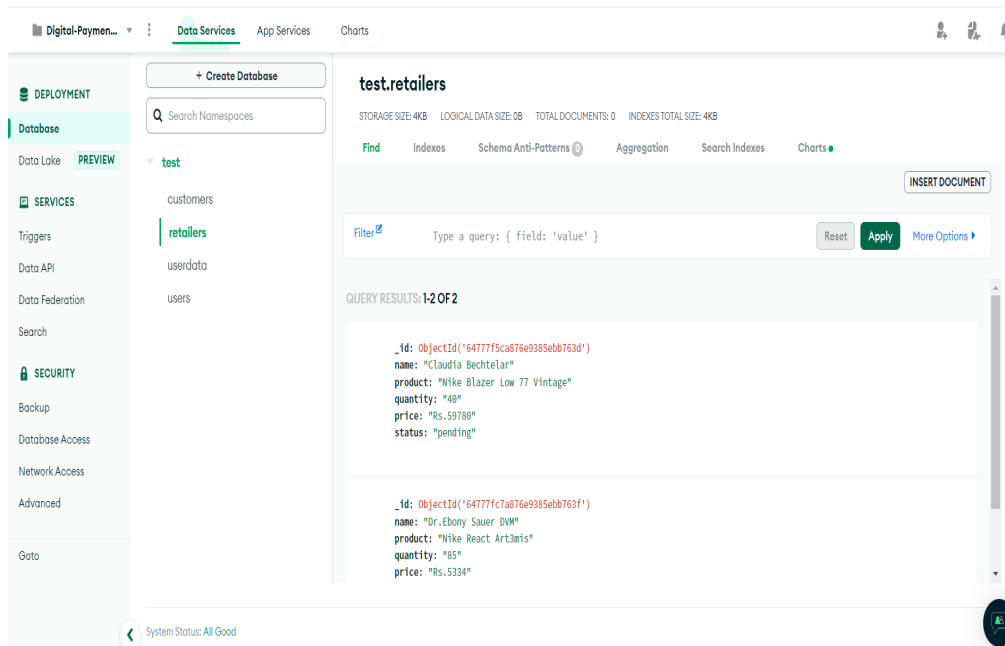 Digital-Paymen...
Data Services
App Services
Charts
DEPLOYMENT
Database
Data Lake PREVIEW
SERVICES
Triggers
Data API
Data Federation
Search
SECURITY
Backup
Database Access
Network Access
Advanced
Goto
+ Create Database
Search Namespaces
test
customers
retailers
userdata
users
test.retailers
STORAGE SIZE: 4KB LOGICAL DATA SIZE: 0B TOTAL DOCUMENTS: 0 INDEXES TOTAL SIZE: 4KB
Find Indexes Schema Anti-Patterns 0 Aggregation Search Indexes Charts
INSERT DOCUMENT
Filter Type a query: { field: 'value' } Reset Apply More Options
QUERY RESULTS: 1-2 OF 2
_id: ObjectId('64777f5ca876e9385ebb763d')
name: "Claudia Bechtelar"
product: "Nike Blazer Low 77 Vintage"
quantity: "40"
price: "Rs.59780"
status: "pending"
_id: ObjectId('64777fc7a876e9385ebb763f')
name: "Dr.Ebony Sauer DVM"
product: "Nike React Art3mis"
quantity: "85"
price: "Rs.5334"
System Status: All Good